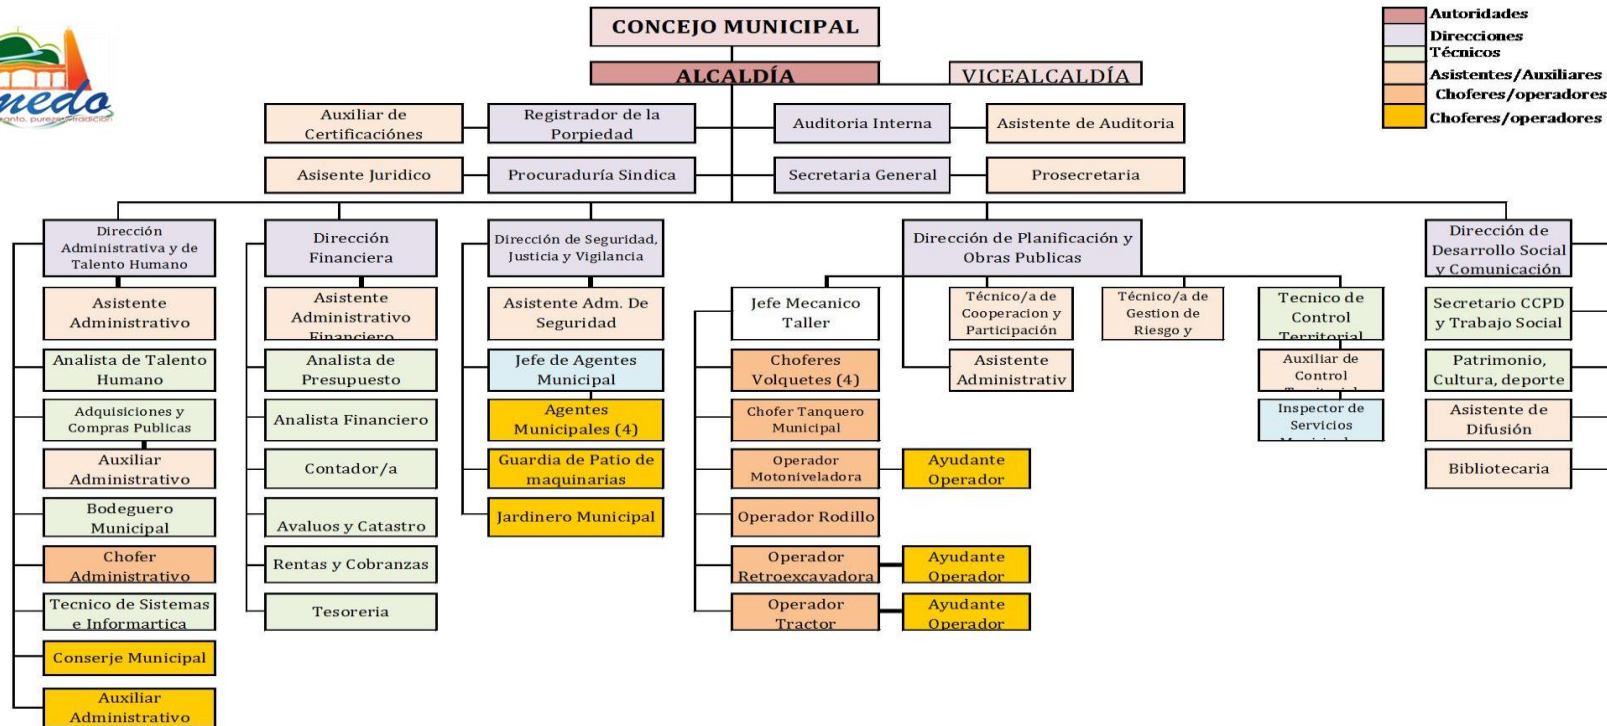 CONCEJO MUNICIPAL
ALCALDÍA
VICEALCALDÍA
Autoridades
Direcciones
Técnicos
Asistentes/Auxiliares
Choferes/operadores
Choferes/operadores
Auxiliar de
Certificaciónes
Registrador de la
Porpiedad
Auditoria Interna
Asistente de Auditoria
Asisente Juridico
Procuraduría Sindica
Secretaria General
Prosecretaria
Dirección
Administrativa y de
Talento Humano
Asistente
Administrativo
Analista de Talento
Humano
Adquisiciones y
Compras Publicas
Auxiliar
Administrativo
Bodeguero
Municipal
Chofer
Administrativo
Tecnico de Sistemas
e Informartica
Conserje Municipal
Auxiliar
Administrativo
Dirección
Financiera
Asistente
Administrativo
Financiero
Analista de
Presupuesto
Analista Financiero
Contador/a
Avaluos y Catastro
Rentas y Cobranzas
Tesoreria
Dirección de Seguridad,
Justicia y Vigilancia
Asistente Adm. De
Seguridad
Jefe de Agentes
Municipal
Agentes
Municipales (4)
Guardia de Patio de
maquinarias
Jardinero Municipal
Dirección de Planificación y
Obras Publicas
Jefe Mecanico
Taller
Choferes
Volquetes (4)
Chofer Tanquero
Municipal
Operador
Motoniveladora
Ayudante
Operador
Operador Rodillo
Operador
Retroexcavadora
Ayudante
Operador
Operador
Tractor
Ayudante
Operador
Técnico/a de
Cooperacion y
Participación
Asistente
Administrativ
Técnico/a de
Gestion de
Riesgo y
Tecnico de
Control
Territorial
Auxiliar de
Control
Inspector de
Servicios
Dirección de
Desarrollo Social
y Comunicación
Secretario CCPD
y Trabajo Social
Patrimonio,
Cultura, deporte
Asistente de
Difusión
Bibliotecaria